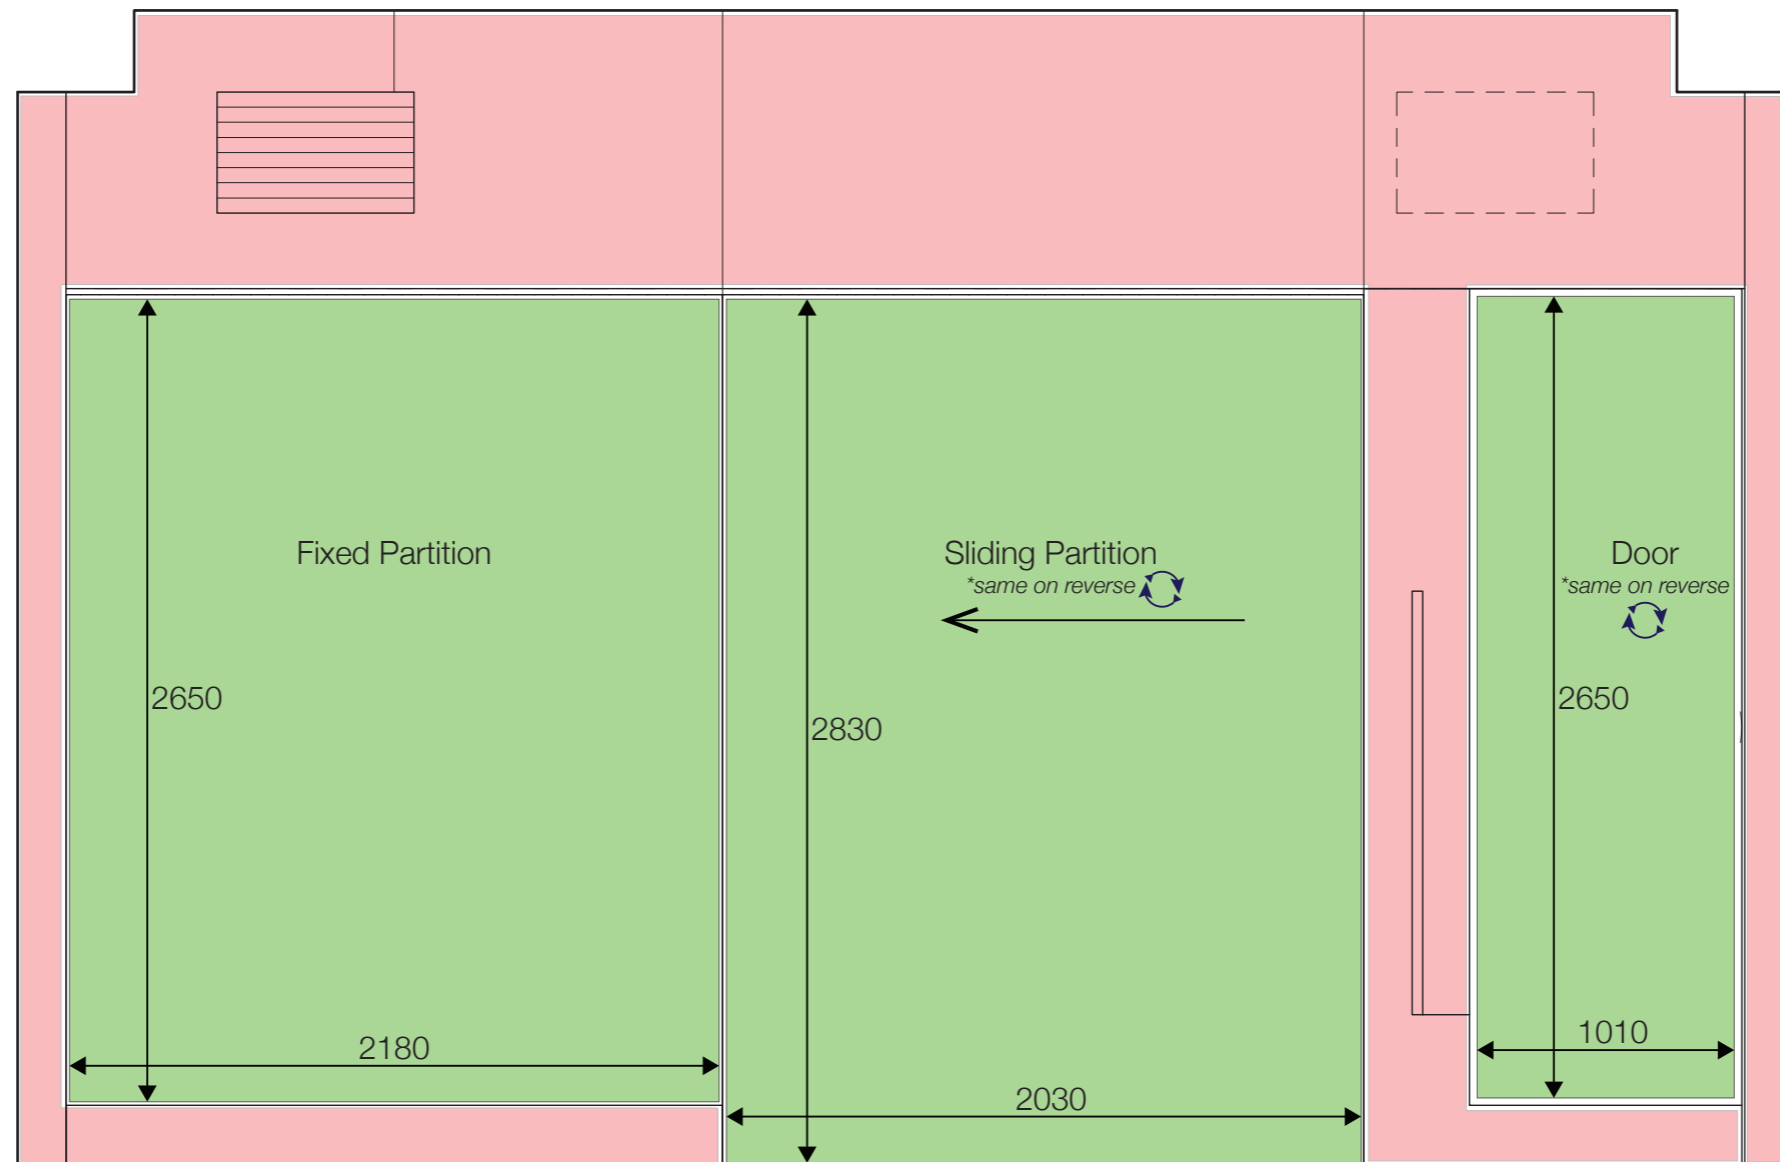 Fixed Partition
2650
2180
Sliding Partition
*same on reverse
2830
2030
Door
*same on reverse
2650
1010